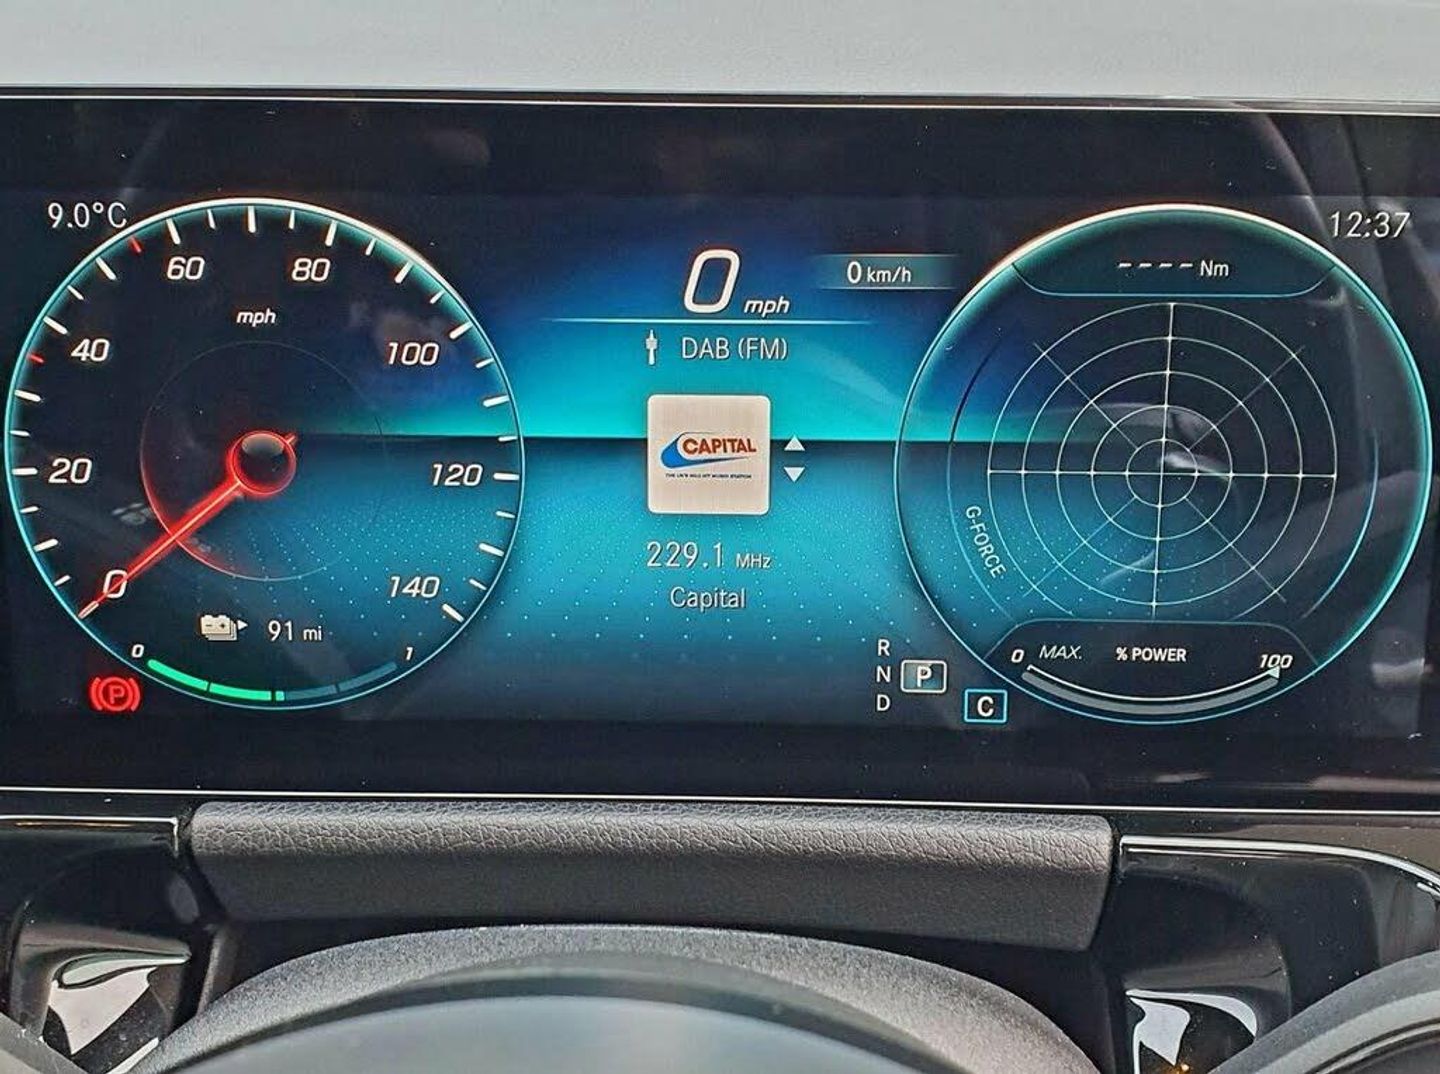 9.0°C
12:37
0 mph
0 km/h
---- Nm
60
80
mph
DAB (FM)
40
100
CAPITAL
20
120
G-FORCE
229.1 MHz
0
140
Capital
91 mi
0
1
R
N
P
D
C
0 MAX. % POWER 100
P